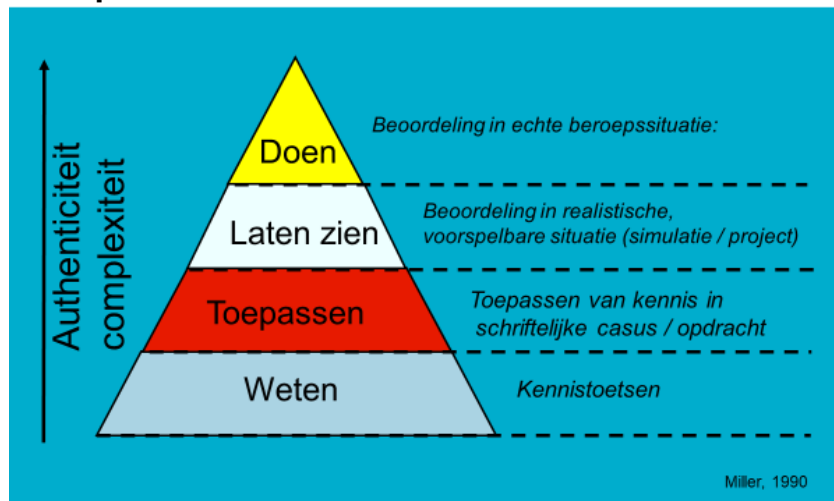 Authenticiteit
complexiteit
Doen
Beoordeling in echte beroepssituatie:
Laten zien
Beoordeling in realistische,
voorspelbare situatie (simulatie / project)
Toepassen
Toepassen van kennis in
schriftelijke casus / opdracht
Weten
Kennistoetsen
Miller, 1990